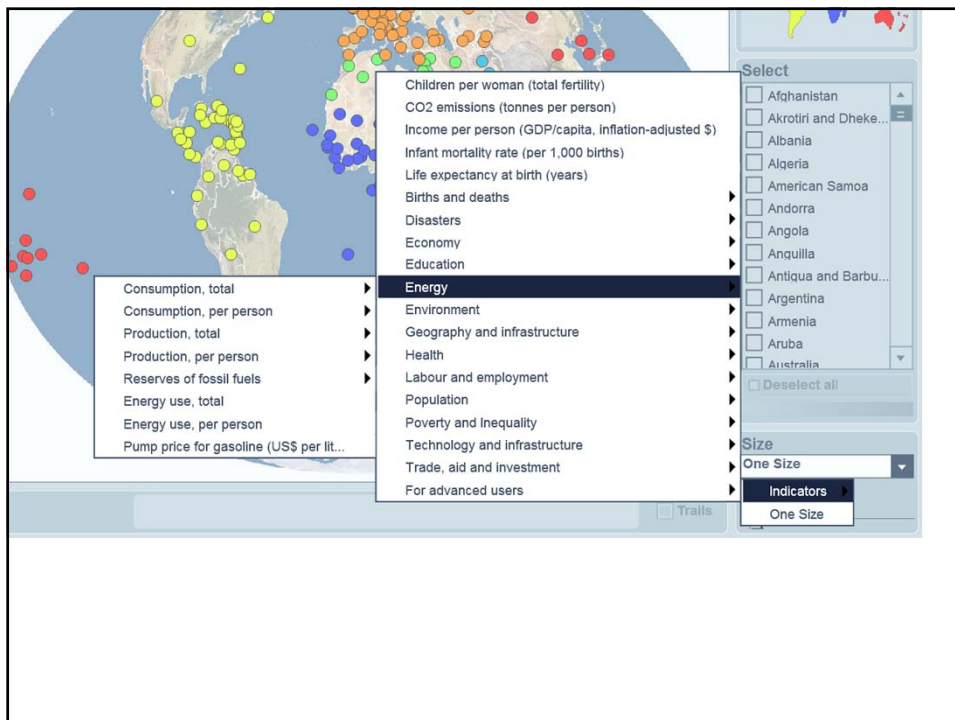 Select
Afghanistan
Akrotiri and Dheke...
Albania
Algeria
American Samoa
Andorra
Angola
Anguilla
Antigua and Barbu...
Argentina
Armenia
Aruba
Australia
Deselect all
Size
One Size
Indicators
One Size
Children per woman (total fertility)
CO2 emissions (tonnes per person)
Income per person (GDP/capita, inflation-adjusted $)
Infant mortality rate (per 1,000 births)
Life expectancy at birth (years)
Births and deaths
Disasters
Economy
Education
Energy
Environment
Geography and infrastructure
Health
Labour and employment
Population
Poverty and Inequality
Technology and infrastructure
Trade, aid and investment
For advanced users
Consumption, total
Consumption, per person
Production, total
Production, per person
Reserves of fossil fuels
Energy use, total
Energy use, per person
Pump price for gasoline (US$ per lit...
Trails